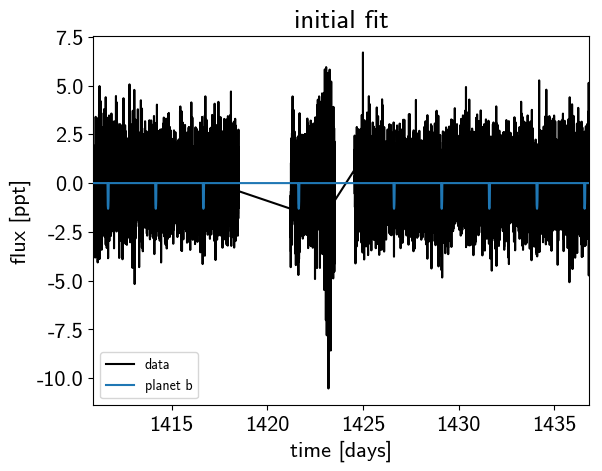 initial fit
flux [ppt]
7.5
5.0
2.5
0.0
-2.5
-5.0
-7.5
-10.0
data
planet b
1415 1420 1425 1430 1435
time [days]